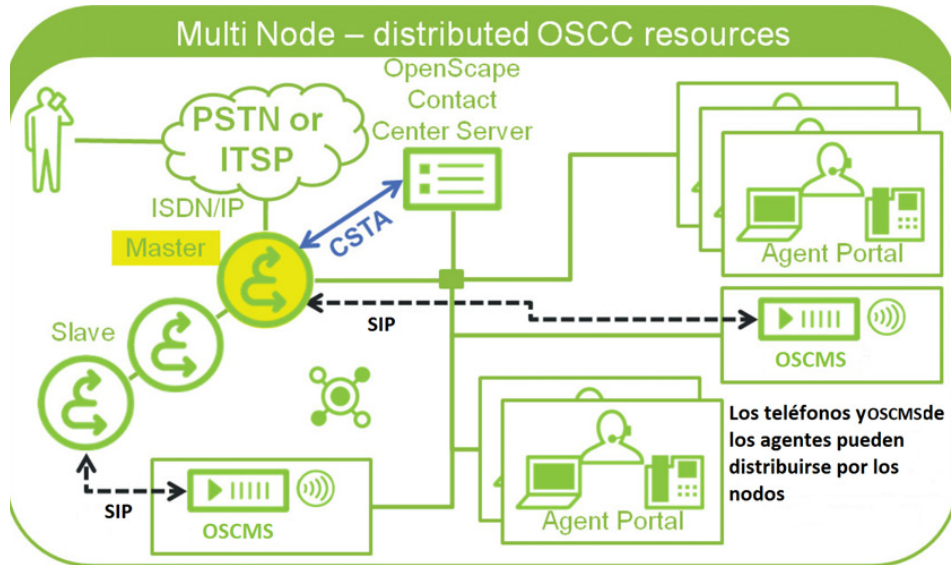 Multi Node – distributed OSCC resources
OpenScape
Contact
Center Server
PSTN or
ITSP
ISDN/IP
Master
CSTA
Agent Portal
SIP
Slave
OSCMS
Los teléfonos yOSCMSde
los agentes pueden
distribuirse por los
nodos
Agent Portal
SIP
OSCMS